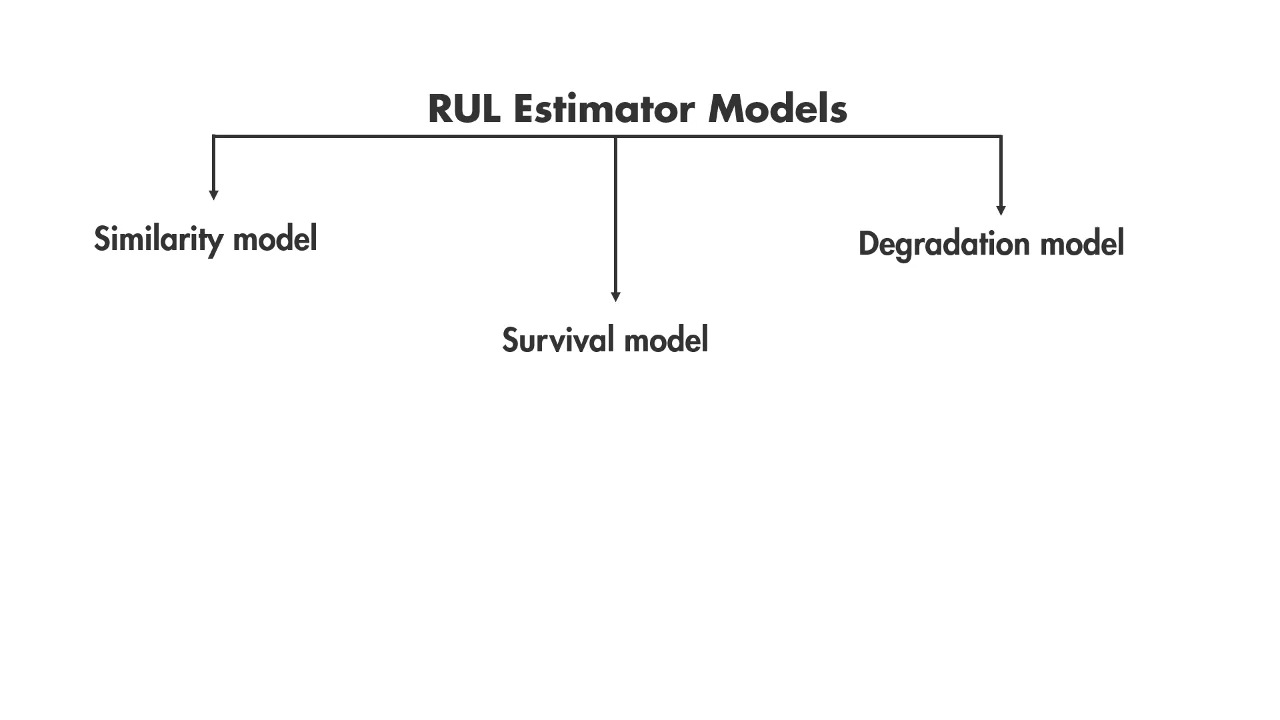 RUL Estimator Models
Similarity model
Degradation model
Survival model